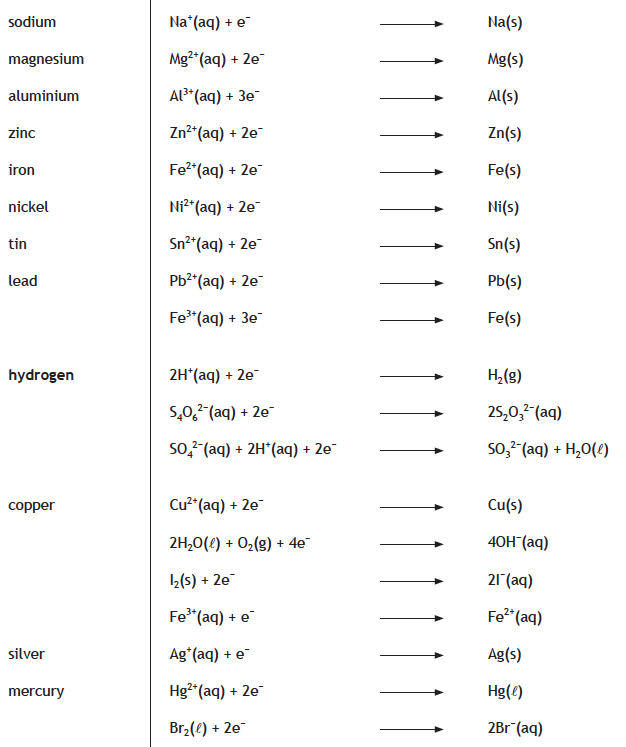 sodium Na⁺(aq) + e⁻ ⟶ Na(s)
magnesium Mg²⁺(aq) + 2e⁻ ⟶ Mg(s)
aluminium Al³⁺(aq) + 3e⁻ ⟶ Al(s)
zinc Zn²⁺(aq) + 2e⁻ ⟶ Zn(s)
iron Fe²⁺(aq) + 2e⁻ ⟶ Fe(s)
nickel Ni²⁺(aq) + 2e⁻ ⟶ Ni(s)
tin Sn²⁺(aq) + 2e⁻ ⟶ Sn(s)
lead Pb²⁺(aq) + 2e⁻ ⟶ Pb(s)
Fe³⁺(aq) + 3e⁻ ⟶ Fe(s)
hydrogen 2H⁺(aq) + 2e⁻ ⟶ H₂(g)
S₄O₆²⁻(aq) + 2e⁻ ⟶ 2S₂O₃²⁻(aq)
SO₄²⁻(aq) + 2H⁺(aq) + 2e⁻ ⟶ SO₃²⁻(aq) + H₂O(ℓ)
copper Cu²⁺(aq) + 2e⁻ ⟶ Cu(s)
2H₂O(ℓ) + O₂(g) + 4e⁻ ⟶ 4OH⁻(aq)
I₂(s) + 2e⁻ ⟶ 2I⁻(aq)
Fe³⁺(aq) + e⁻ ⟶ Fe²⁺(aq)
silver Ag⁺(aq) + e⁻ ⟶ Ag(s)
mercury Hg²⁺(aq) + 2e⁻ ⟶ Hg(ℓ)
Br₂(ℓ) + 2e⁻ ⟶ 2Br⁻(aq)